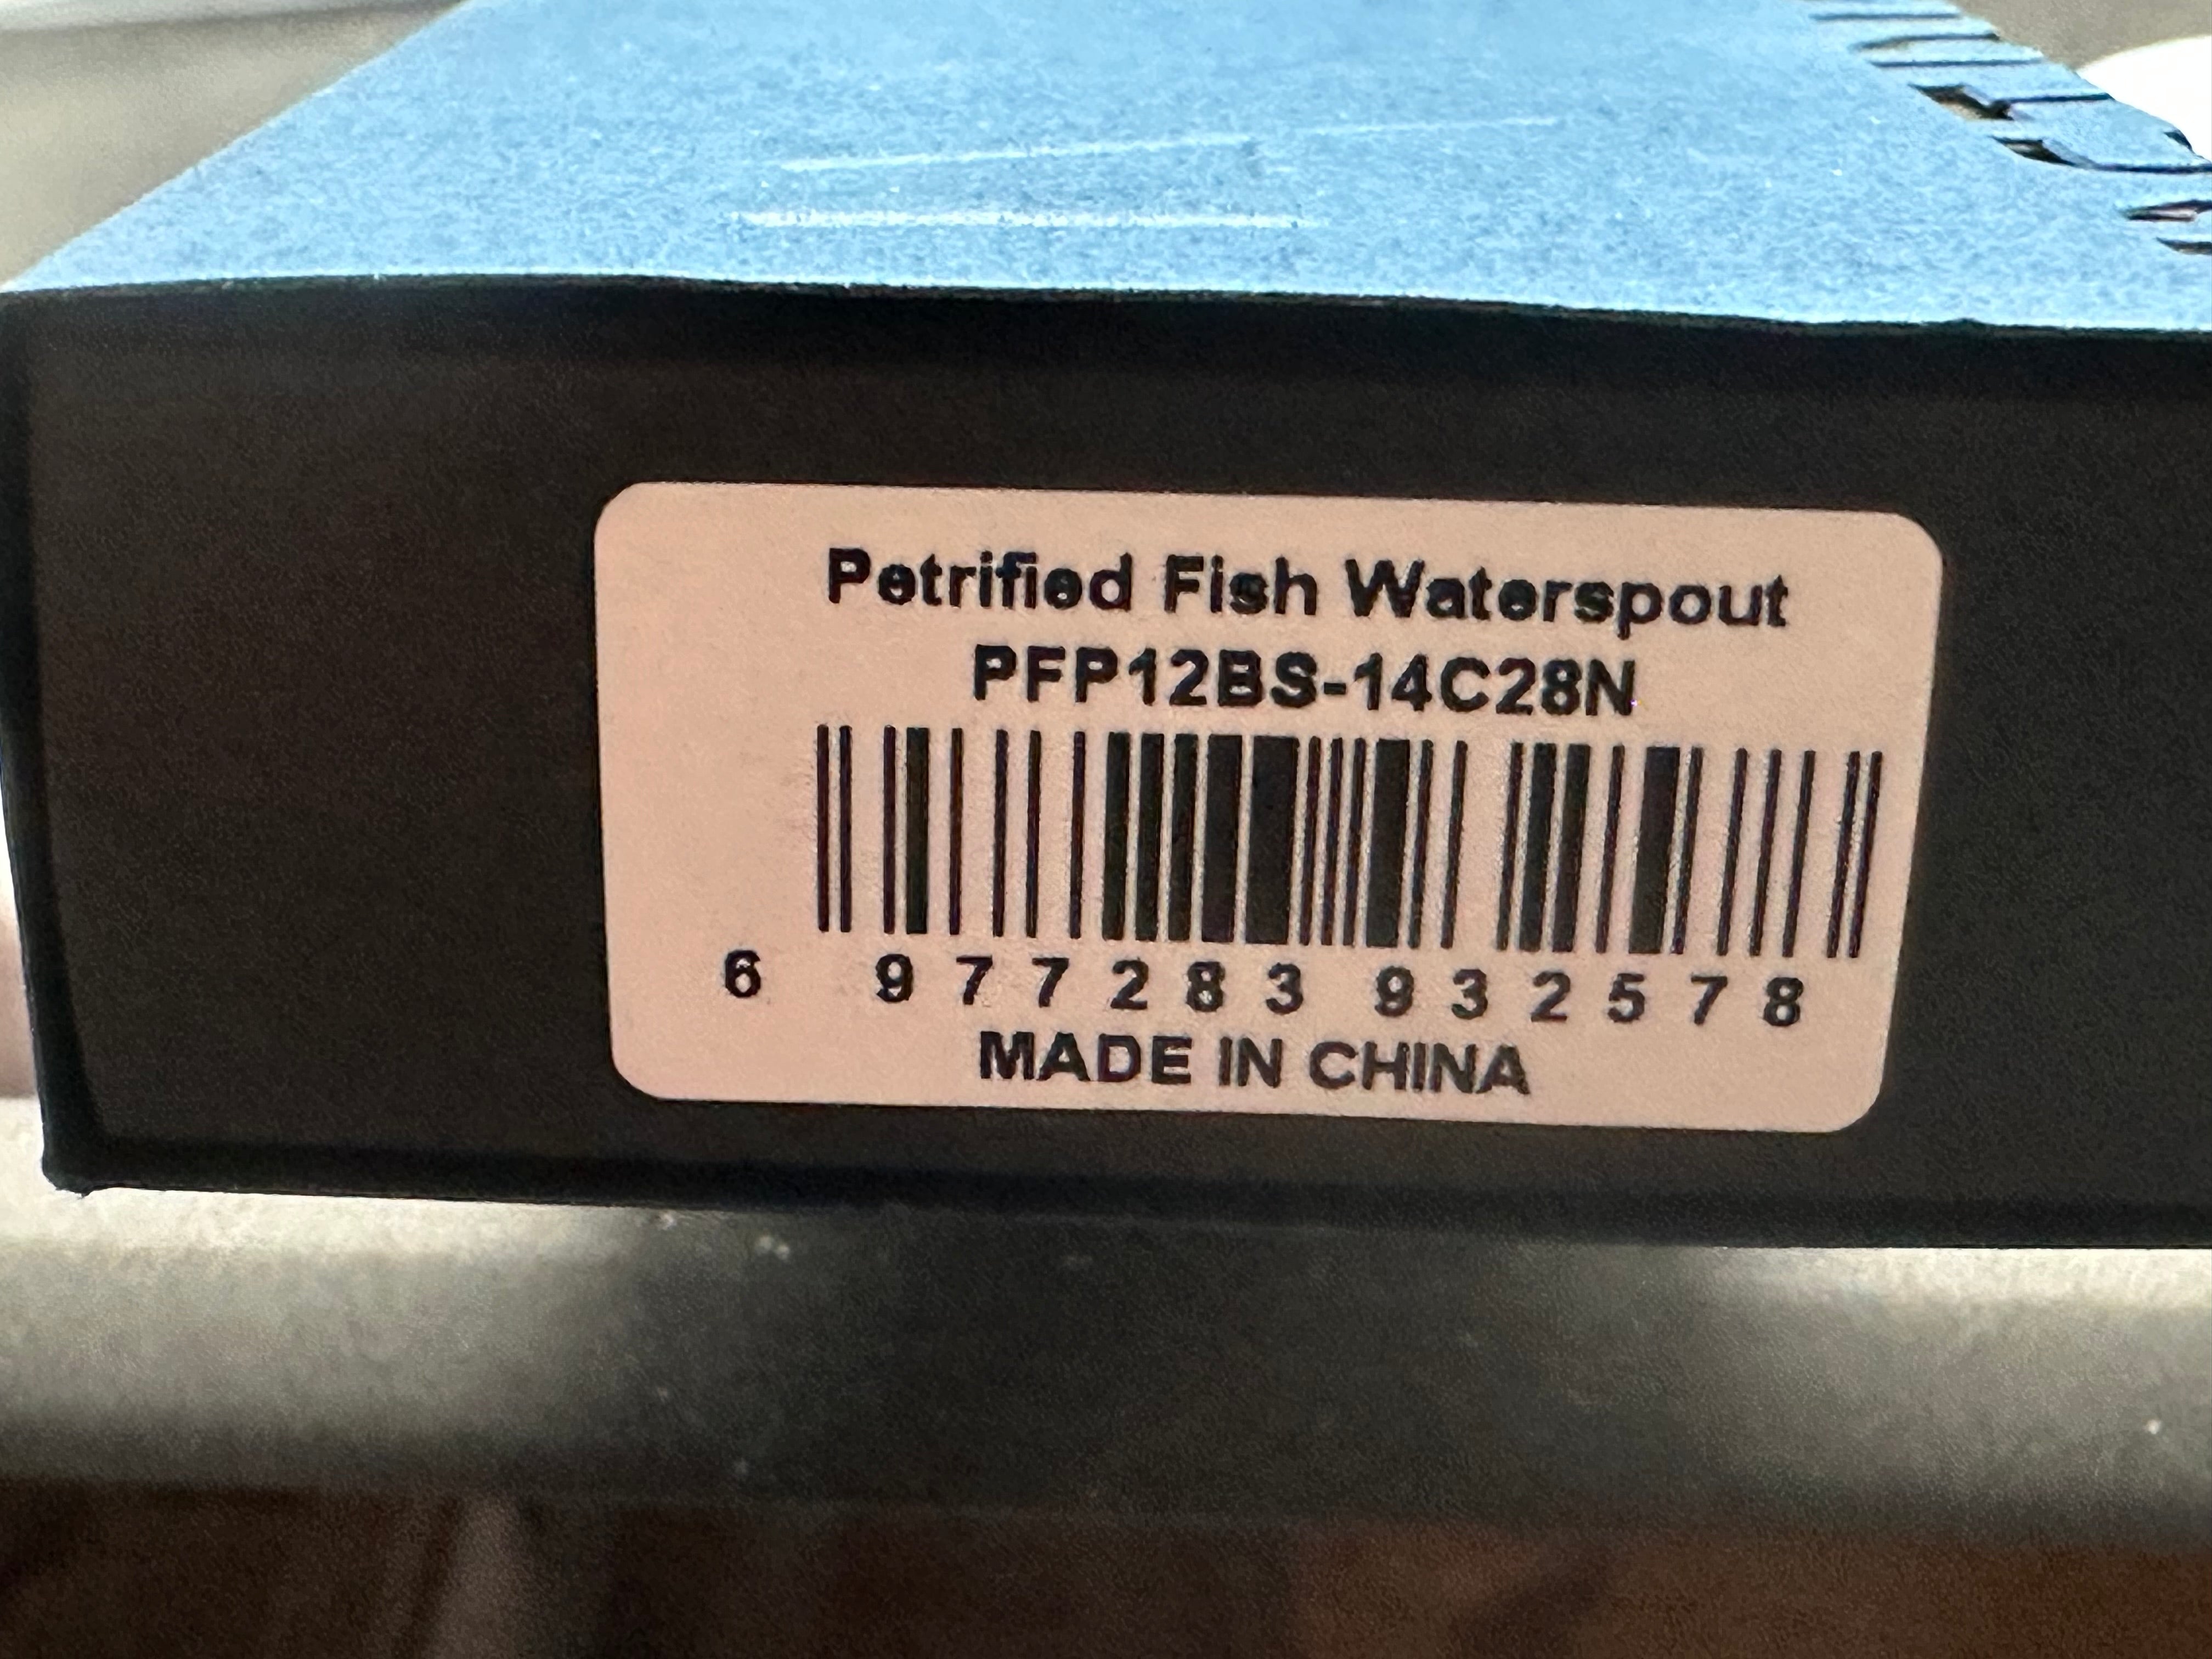 Petrified Fish Waterspout
PFP12BS-14C28N
6 977283 932578
MADE IN CHINA